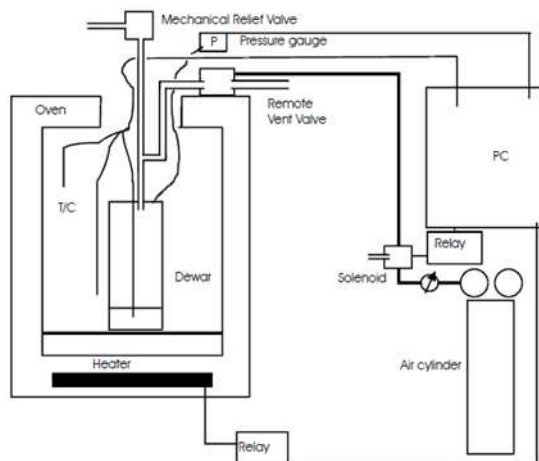 Mechanical Relief Valve
P
Pressure gauge
Oven
Remote
Vent Valve
PC
T/C
Relay
Dewar
Solenoid
Heater
Air cylinder
Relay